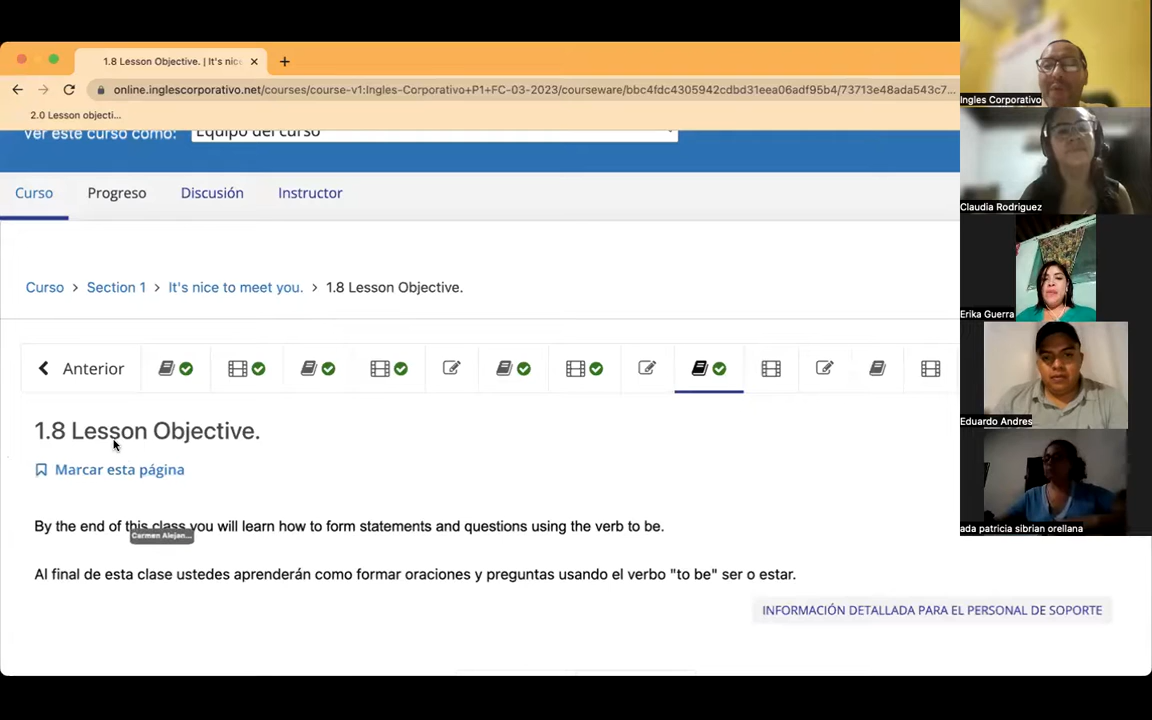 1.8 Lesson Objective. | It's nic
2.0 Lesson objecti...
online.inglescorporativo.net/courses/course-v1:Ingles-Corporativo+P1+FC-03-2023/courseware/bbc4fdc4305942cdbd31eea06adf95b4/73713e48ada543c7...
Ver este curso como:
Equipo del curso
Curso
Progreso
Discusión
Instructor
Curso > Section 1 > It's nice to meet you. > 1.8 Lesson Objective.
Anterior
1.8 Lesson Objective.
Marcar esta página
By the end of this class you will learn how to form statements and questions using the verb to be.
Carmen Alejan...
Al final de esta clase ustedes aprenderán como formar oraciones y preguntas usando el verbo "to be" ser o estar.
INFORMACIÓN DETALLADA PARA EL PERSONAL DE SOPORTE
Ingles Corporativo
Claudia Rodriguez
Erika Guerra
Eduardo Andres
ada patricia sibrian orellana